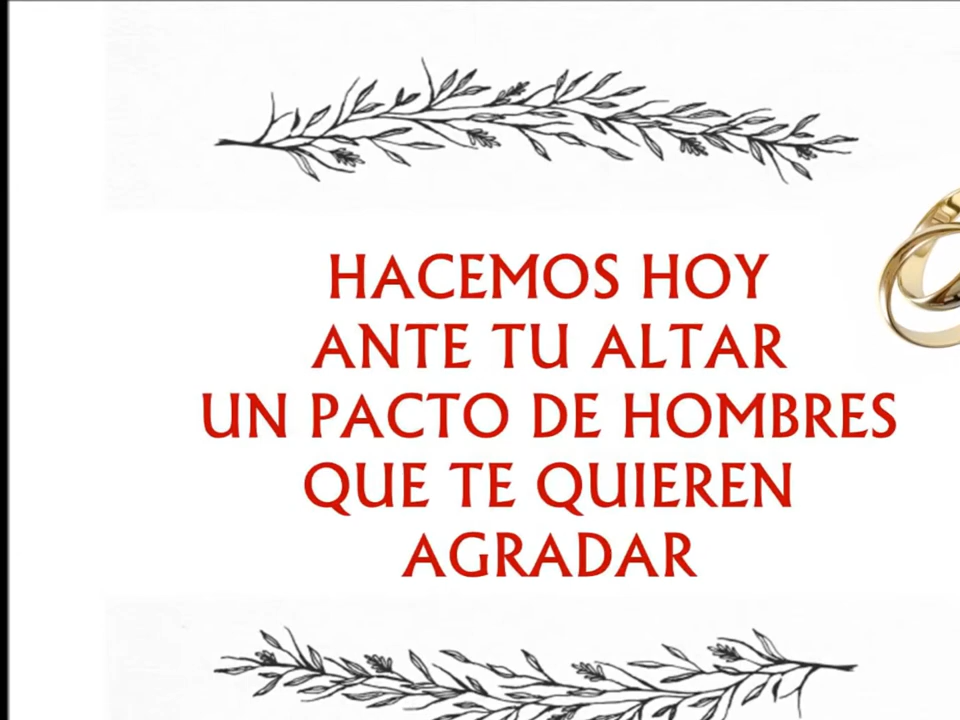 HACEMOS HOY
ANTE TU ALTAR
UN PACTO DE HOMBRES
QUE TE QUIEREN
AGRADAR